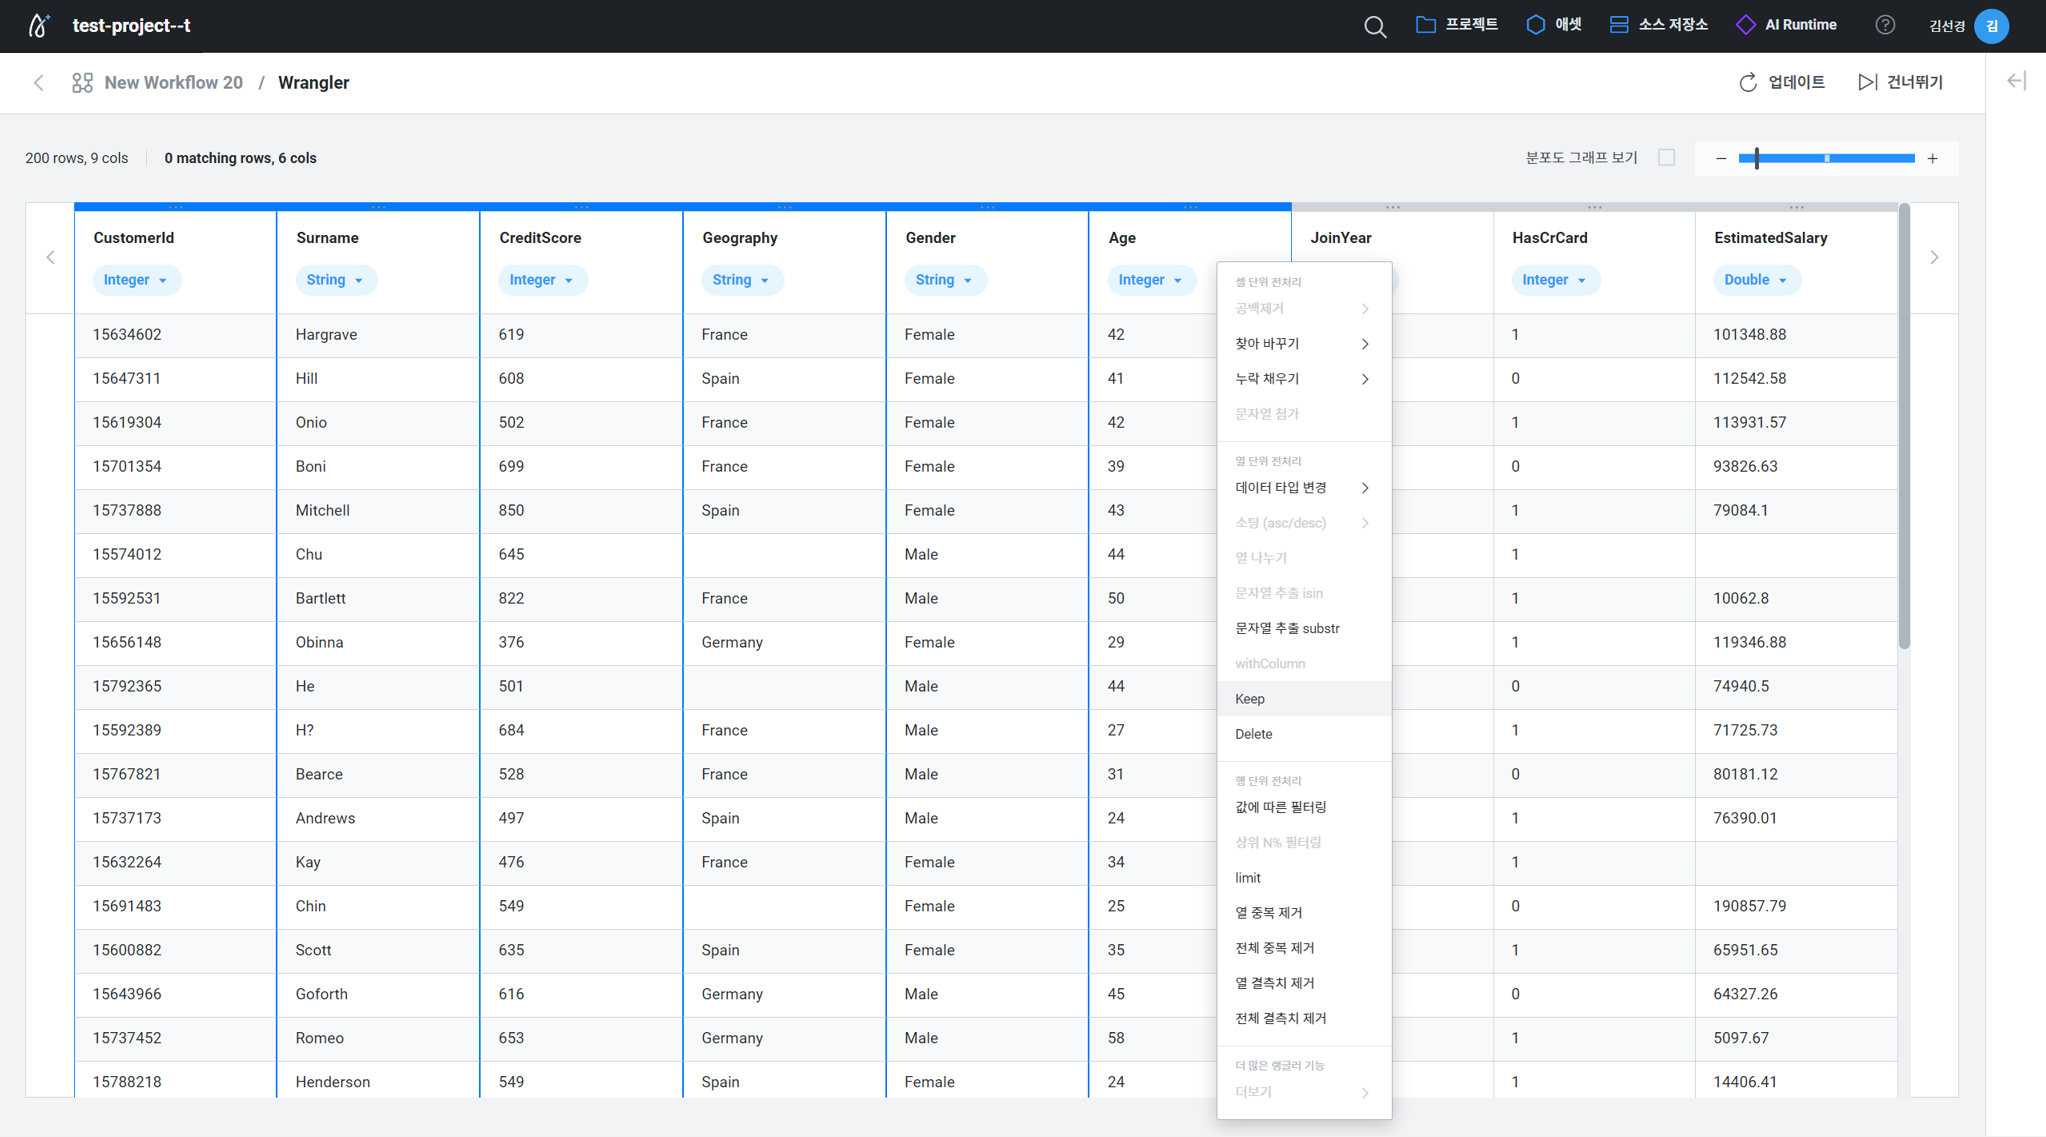 test-project--t
프로젝트
애셋
소스 저장소
AI Runtime
?
김선경
김
New Workflow 20 / Wrangler
업데이트
건너뛰기
200 rows, 9 cols
0 matching rows, 6 cols
분포도 그래프 보기
CustomerId Surname CreditScore Geography Gender Age JoinYear HasCrCard EstimatedSalary
Integer String Integer String String Integer Integer Double
15634602 Hargrave 619 France Female 42 1 101348.88
15647311 Hill 608 Spain Female 41 0 112542.58
15619304 Onio 502 France Female 42 1 113931.57
15701354 Boni 699 France Female 39 0 93826.63
15737888 Mitchell 850 Spain Female 43 1 79084.1
15574012 Chu 645 Male 44 1
15592531 Bartlett 822 France Male 50 1 10062.8
15656148 Obinna 376 Germany Female 29 1 119346.88
15792365 He 501 Male 44 0 74940.5
15592389 H? 684 France Male 27 1 71725.73
15767821 Bearce 528 France Male 31 0 80181.12
15737173 Andrews 497 Spain Male 24 1 76390.01
15632264 Kay 476 France Female 34 1
15691483 Chin 549 Female 25 0 190857.79
15600882 Scott 635 Spain Female 35 1 65951.65
15643966 Goforth 616 Germany Male 45 0 64327.26
15737452 Romeo 653 Germany Male 58 1 5097.67
15788218 Henderson 549 Spain Female 24 1 14406.41
셀 단위 전처리
공백제거
찾아 바꾸기
누락 채우기
문자열 첨가
열 단위 전처리
데이터 타입 변경
소팅 (asc/desc)
열 나누기
문자열 추출 isin
문자열 추출 substr
withColumn
Keep
Delete
행 단위 전처리
값에 따른 필터링
상위 N% 필터링
limit
열 중복 제거
전체 중복 제거
열 결측치 제거
전체 결측치 제거
더 많은 랭글러 기능
더보기